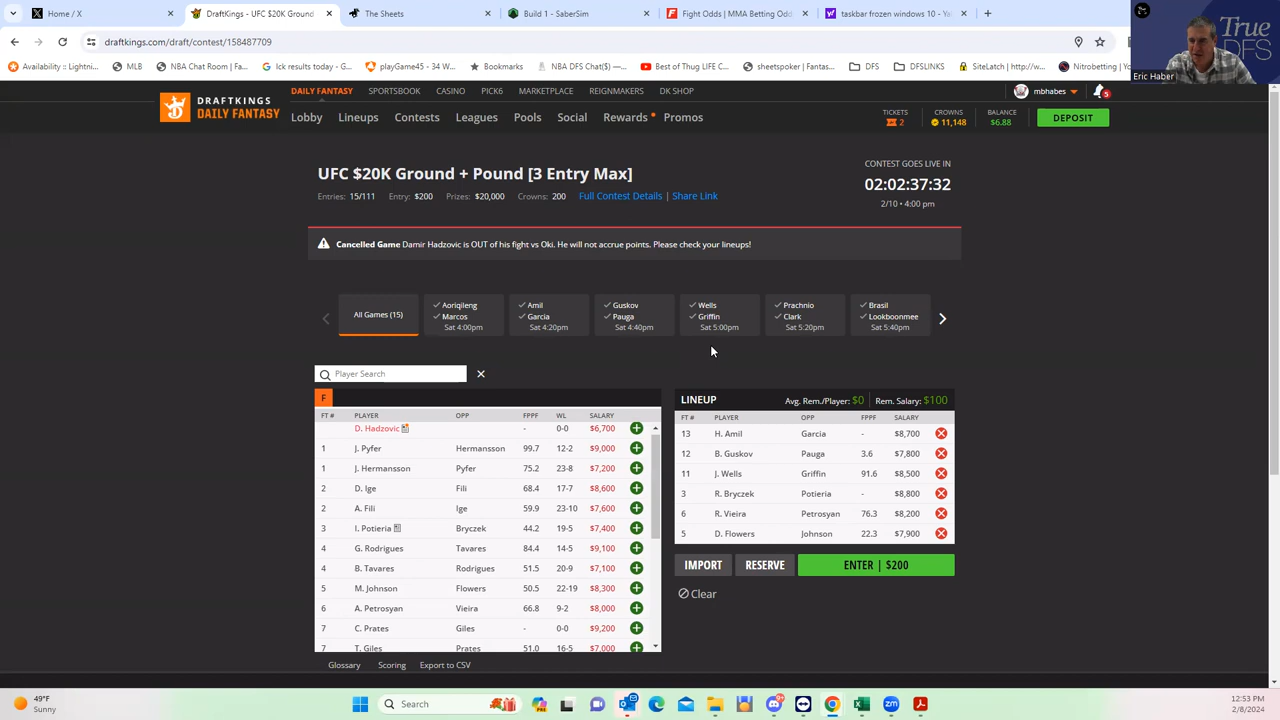 Home / X
DraftKings - UFC $20K Ground
The Sheets
Build 1 - SaberSim
Fight Odds | MMA Betting Odd
taskbar frozen windows 10 - Ya
draftkings.com/draft/contest/158487709
Availability :: Lightni...
MLB
NBA Chat Room (F...
Ick results today - G...
playGame45 - 34 W...
Bookmarks
NBA DFS Chat($) —...
Best of Thug LIFE C...
sheetspoker | Fantas...
DFS
DFSLINKS
SiteLatch | http://w...
Nitrobetting | Yo
True
DFS
Eric Haber
DAILY FANTASY
SPORTSBOOK
CASINO
PICK6
MARKETPLACE
REIGNMAKERS
DK SHOP
mbhabes
5
DRAFTKINGS
DAILY FANTASY
Lobby
Lineups
Contests
Leagues
Pools
Social
Rewards
Promos
TICKETS
2
CROWNS
11,148
BALANCE
$6.88
DEPOSIT
UFC $20K Ground + Pound [3 Entry Max]
Entries: 15/111 Entry: $200 Prizes: $20,000 Crowns: 200 Full Contest Details | Share Link
CONTEST GOES LIVE IN
02:02:37:32
2/10 • 4:00 pm
Cancelled Game Damir Hadzovic is OUT of his fight vs Oki. He will not accrue points. Please check your lineups!
All Games (15)
Aoriqileng
Marcos
Sat 4:00pm
Amil
Garcia
Sat 4:20pm
Guskov
Pauga
Sat 4:40pm
Wells
Griffin
Sat 5:00pm
Prachnio
Clark
Sat 5:20pm
Brasil
Lookboonmee
Sat 5:40pm
Player Search
F
FT # PLAYER OPP FPPF WL SALARY
D. Hadzovic - 0-0 $6,700
1 J. Pyfer Hermansson 99.7 12-2 $9,000
1 J. Hermansson Pyfer 75.2 23-8 $7,200
2 D. Ige Fili 68.4 17-7 $8,600
2 A. Fili Ige 59.9 23-10 $7,600
3 I. Potieria Bryczek 44.2 19-5 $7,400
4 G. Rodrigues Tavares 84.4 14-5 $9,100
4 B. Tavares Rodrigues 51.5 20-9 $7,100
5 M. Johnson Flowers 50.5 22-19 $8,300
6 A. Petrosyan Vieira 66.8 9-2 $8,000
7 C. Prates Giles - 0-0 $9,200
7 T. Giles Prates 51.0 16-5 $7,000
Glossary Scoring Export to CSV
LINEUP Avg. Rem./Player: $0 Rem. Salary: $100
FT # PLAYER OPP FPPF SALARY
13 H. Amil Garcia - $8,700
12 B. Guskov Pauga 3.6 $7,800
11 J. Wells Griffin 91.6 $8,500
3 R. Bryczek Potieria - $8,800
6 R. Vieira Petrosyan 76.3 $8,200
5 D. Flowers Johnson 22.3 $7,900
IMPORT
RESERVE
ENTER | $200
Clear
49°F
Sunny
Search
12:53 PM
2/8/2024